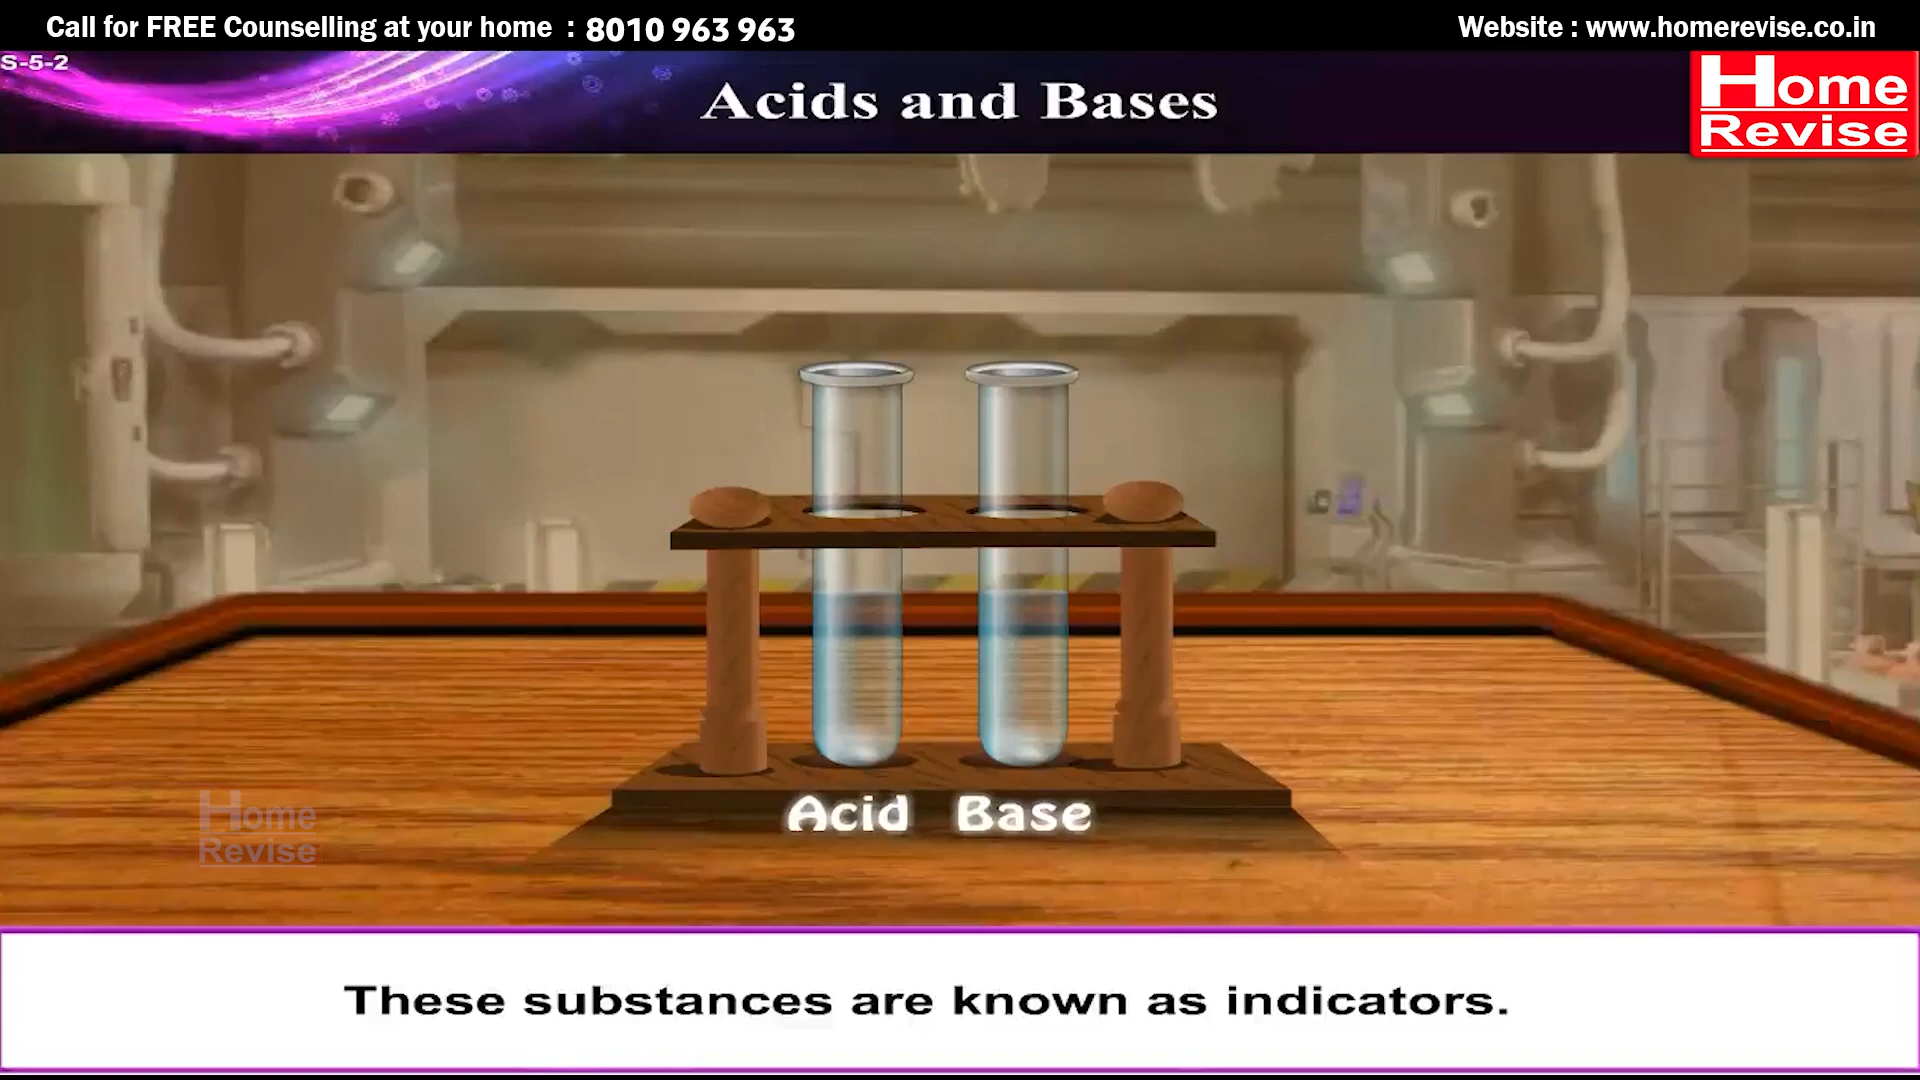 Call for FREE Counselling at your home : 8010 963 963
Website : www.homerevise.co.in
S-5-2
Acids and Bases
Home
Revise
Acid Base
Home
Revise
These substances are known as indicators.